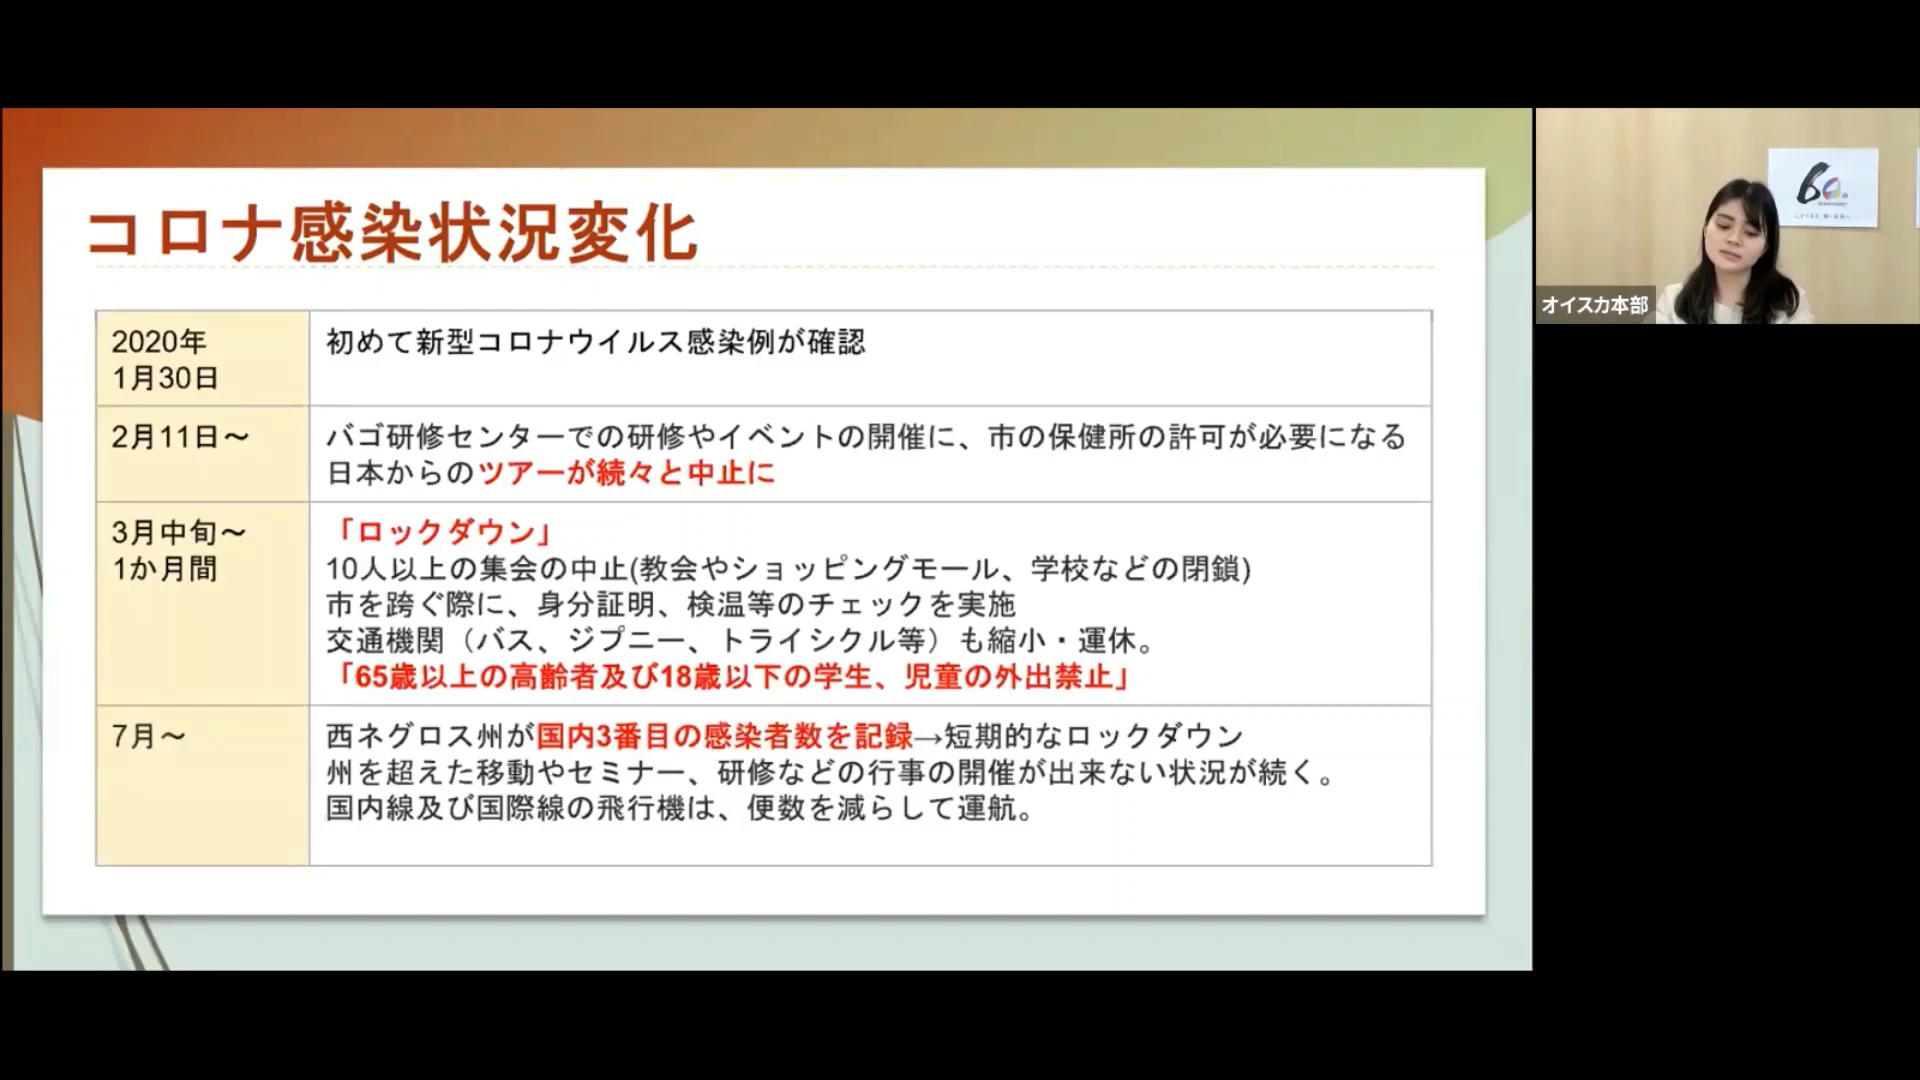 コロナ感染状況変化
2020年
1月30日
初めて新型コロナウイルス感染例が確認
2月11日～
バゴ研修センターでの研修やイベントの開催に、市の保健所の許可が必要になる
日本からのツアーが続々と中止に
3月中旬～
1か月間
「ロックダウン」
10人以上の集会の中止(教会やショッピングモール、学校などの閉鎖)
市を跨ぐ際に、身分証明、検温等のチェックを実施
交通機関（バス、ジプニー、トライシクル等）も縮小・運休。
「65歳以上の高齢者及び18歳以下の学生、児童の外出禁止」
7月～
西ネグロス州が国内3番目の感染者数を記録→短期的なロックダウン
州を超えた移動やセミナー、研修などの行事の開催が出来ない状況が続く。
国内線及び国際線の飛行機は、便数を減らして運航。
60th
Anniversary
オイスカ本部